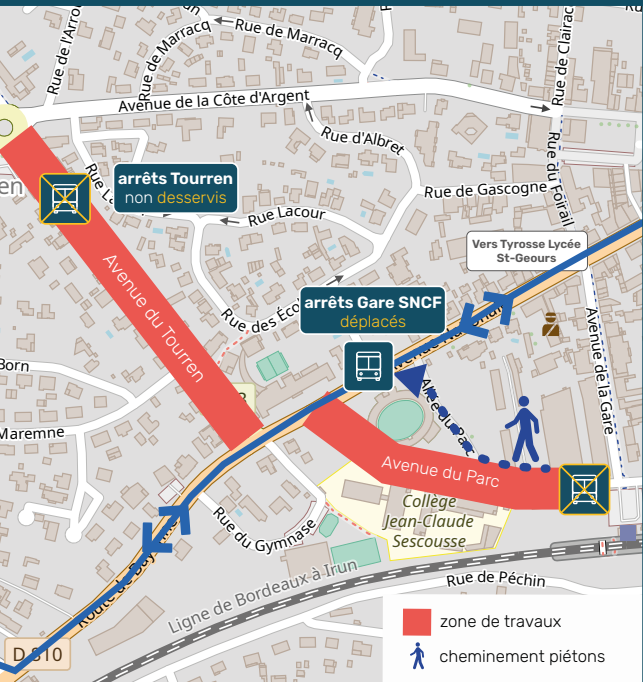 Rue de l'Arro
Rue de Marracq
Rue de Marracq
Rue de Clairac
Avenue de la Côte d'Argent
Rue d'Albret
Rue du Foirail
arrêts Tourren
non desservis
en
Rue L
Rue de Gascogne
Rue Lacour
Vers Tyrosse Lycée
St-Geours
Avenue du Tourren
Rue des Éco
arrêts Gare SNCF
déplacés
Avenue de la Gare
Born
Maremne
Allée du Parc
Avenue du Parc
Collège
Jean-Claude
Sescousse
Rue du Gymnase
Ligne de Bordeaux à Irun
Rue de Péchin
D 810
zone de travaux
cheminement piétons